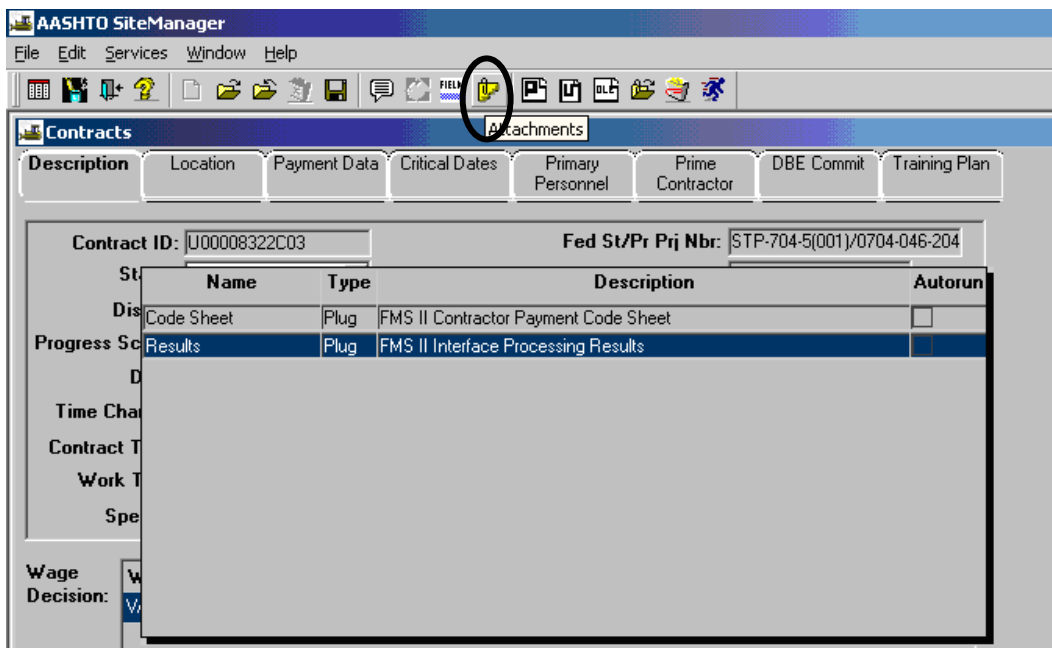 AASHTO SiteManager
File Edit Services Window Help
FIELD
Attachments
Contracts
Description Location Payment Data Critical Dates Primary Personnel Prime Contractor DBE Commit Training Plan
Contract ID: U00008322C03 Fed St/Pr Prj Nbr: STP-704-5(001)/0704-046-204
Name Type Description Autorun
Code Sheet Plug FMS II Contractor Payment Code Sheet
Results Plug FMS II Interface Processing Results
Progress Sc
D
Time Char
Contract T
Work T
Spe
Wage
Decision: